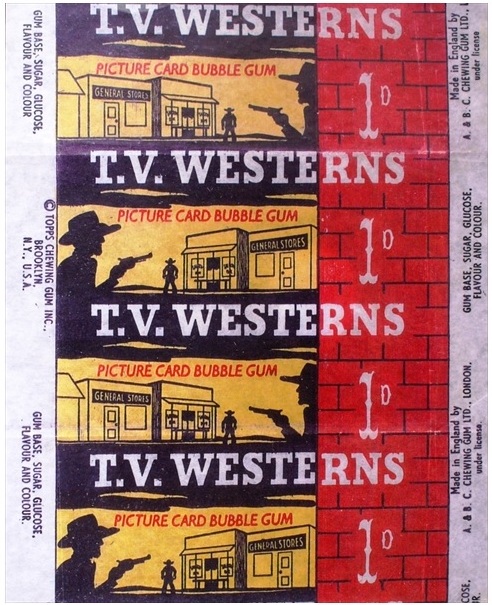 GUM BASE, SUGAR, GLUCOSE,
FLAVOUR AND COLOUR
© TOPPS CHEWING GUM INC.,
BROOKLYN,
N.Y., U.S.A.
GUM BASE, SUGAR, GLUCOSE,
FLAVOUR AND COLOUR.
T.V. WESTERNS
PICTURE CARD BUBBLE GUM
GENERAL STORES
1D
T.V. WESTERNS
PICTURE CARD BUBBLE GUM
GENERAL STORES
1D
T.V. WESTERNS
PICTURE CARD BUBBLE GUM
GENERAL STORES
1D
T.V. WESTERNS
PICTURE CARD BUBBLE GUM
GENERAL STORES
1D
Made in England by
A. & B. C. CHEWING GUM LTD.,
under license
GUM BASE, SUGAR, GLUCOSE,
FLAVOUR AND COLOUR.
Made in England by
A. & B. C. CHEWING GUM LTD., LONDON.
under license.